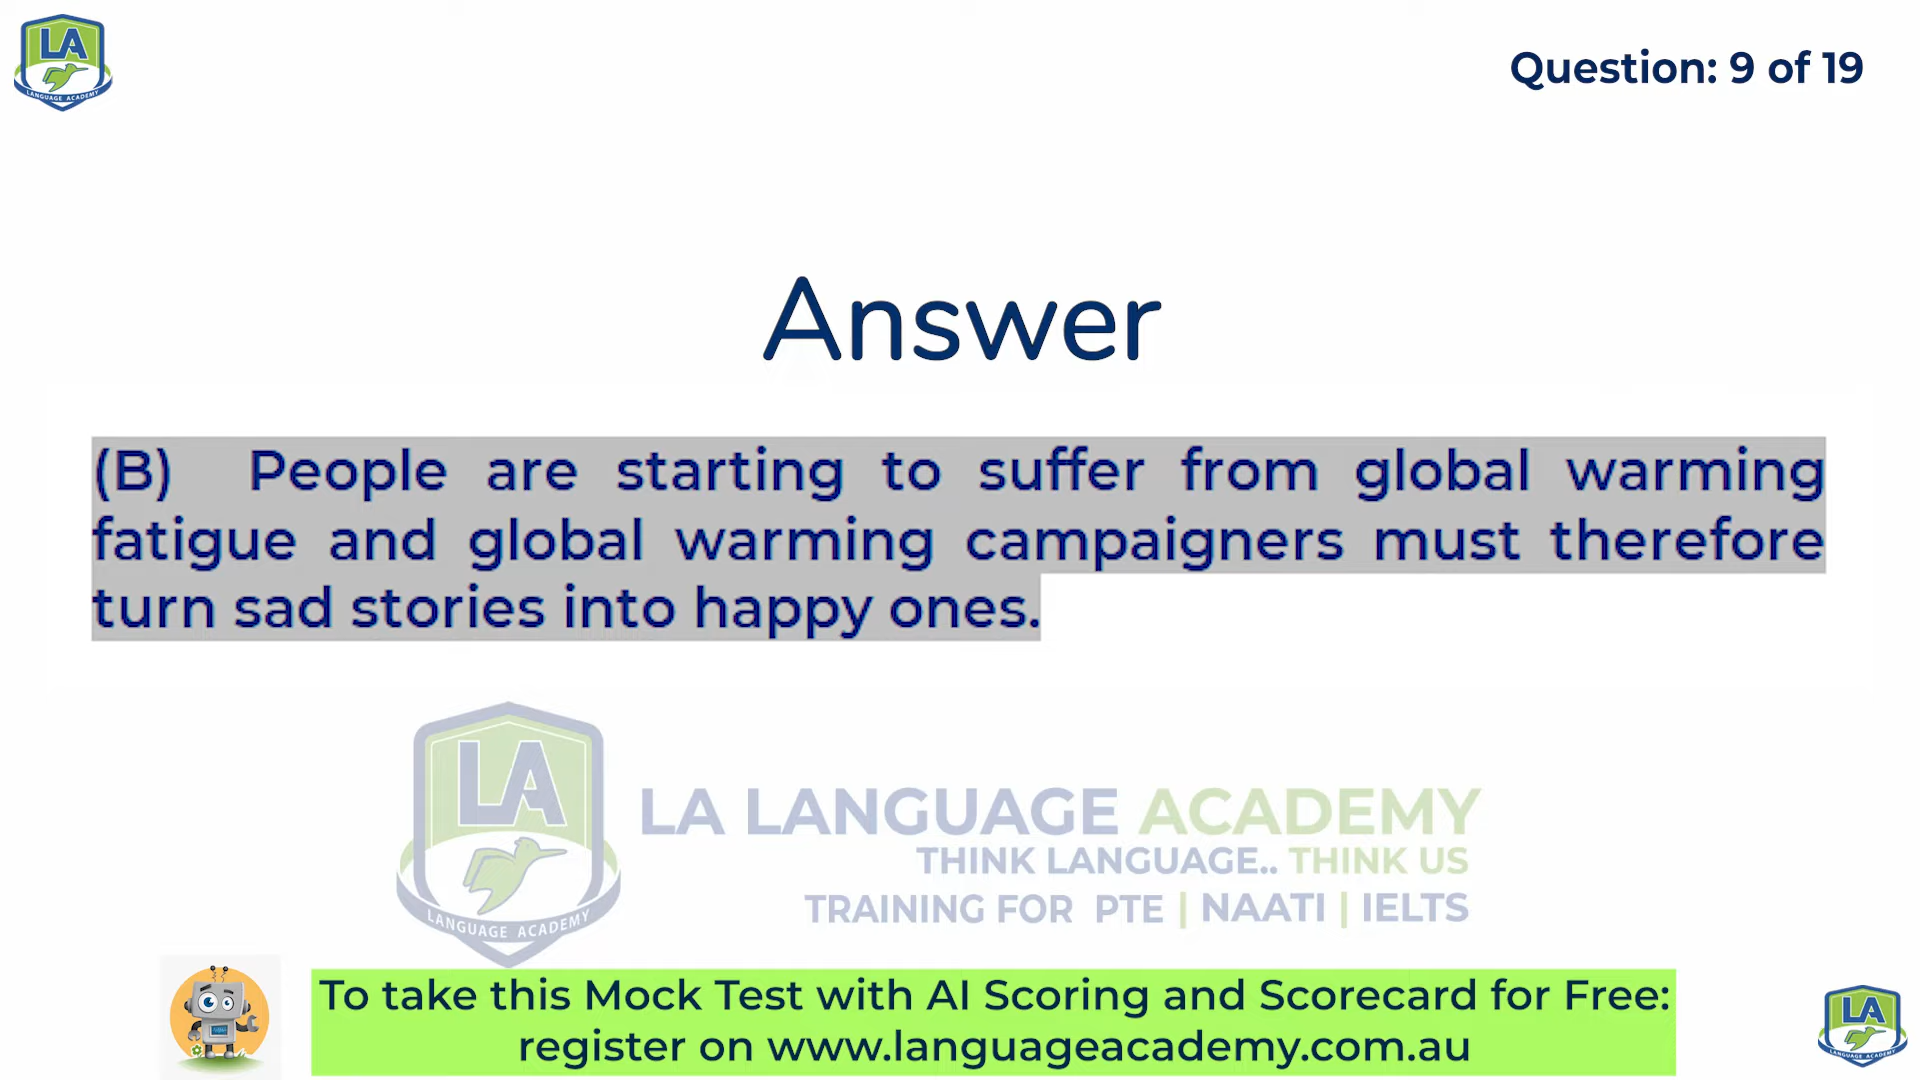 LA
LANGUAGE ACADEMY
Question: 9 of 19
Answer
(B) People are starting to suffer from global warming
fatigue and global warming campaigners must therefore
turn sad stories into happy ones.
LA
LANGUAGE ACADEMY
LA LANGUAGE ACADEMY
THINK LANGUAGE.. THINK US
TRAINING FOR PTE | NAATI | IELTS
To take this Mock Test with AI Scoring and Scorecard for Free:
register on www.languageacademy.com.au
LA
LANGUAGE ACADEMY